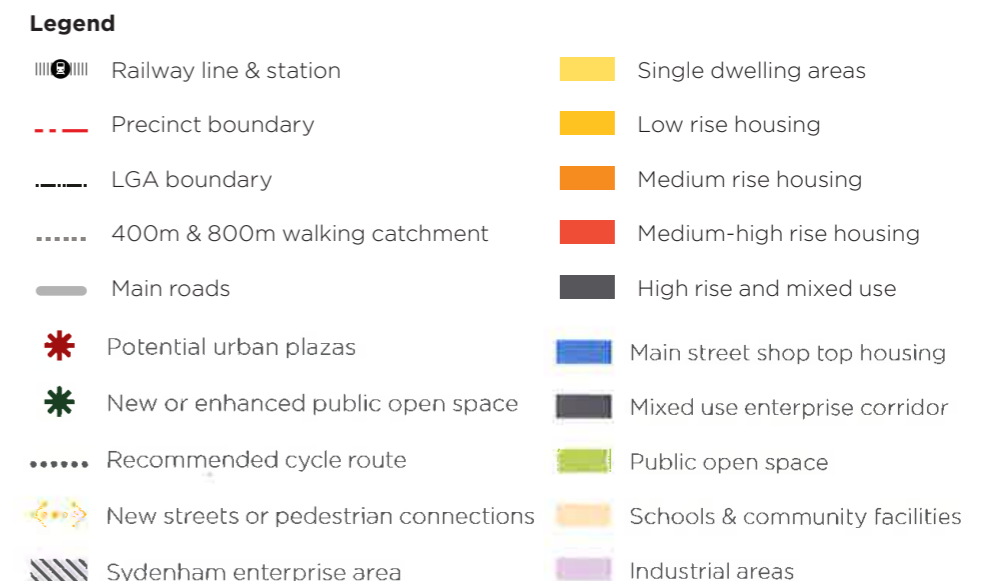 Legend
Railway line & station
Precinct boundary
LGA boundary
400m & 800m walking catchment
Main roads
Potential urban plazas
New or enhanced public open space
Recommended cycle route
New streets or pedestrian connections
Sydenham enterprise area
Single dwelling areas
Low rise housing
Medium rise housing
Medium-high rise housing
High rise and mixed use
Main street shop top housing
Mixed use enterprise corridor
Public open space
Schools & community facilities
Industrial areas